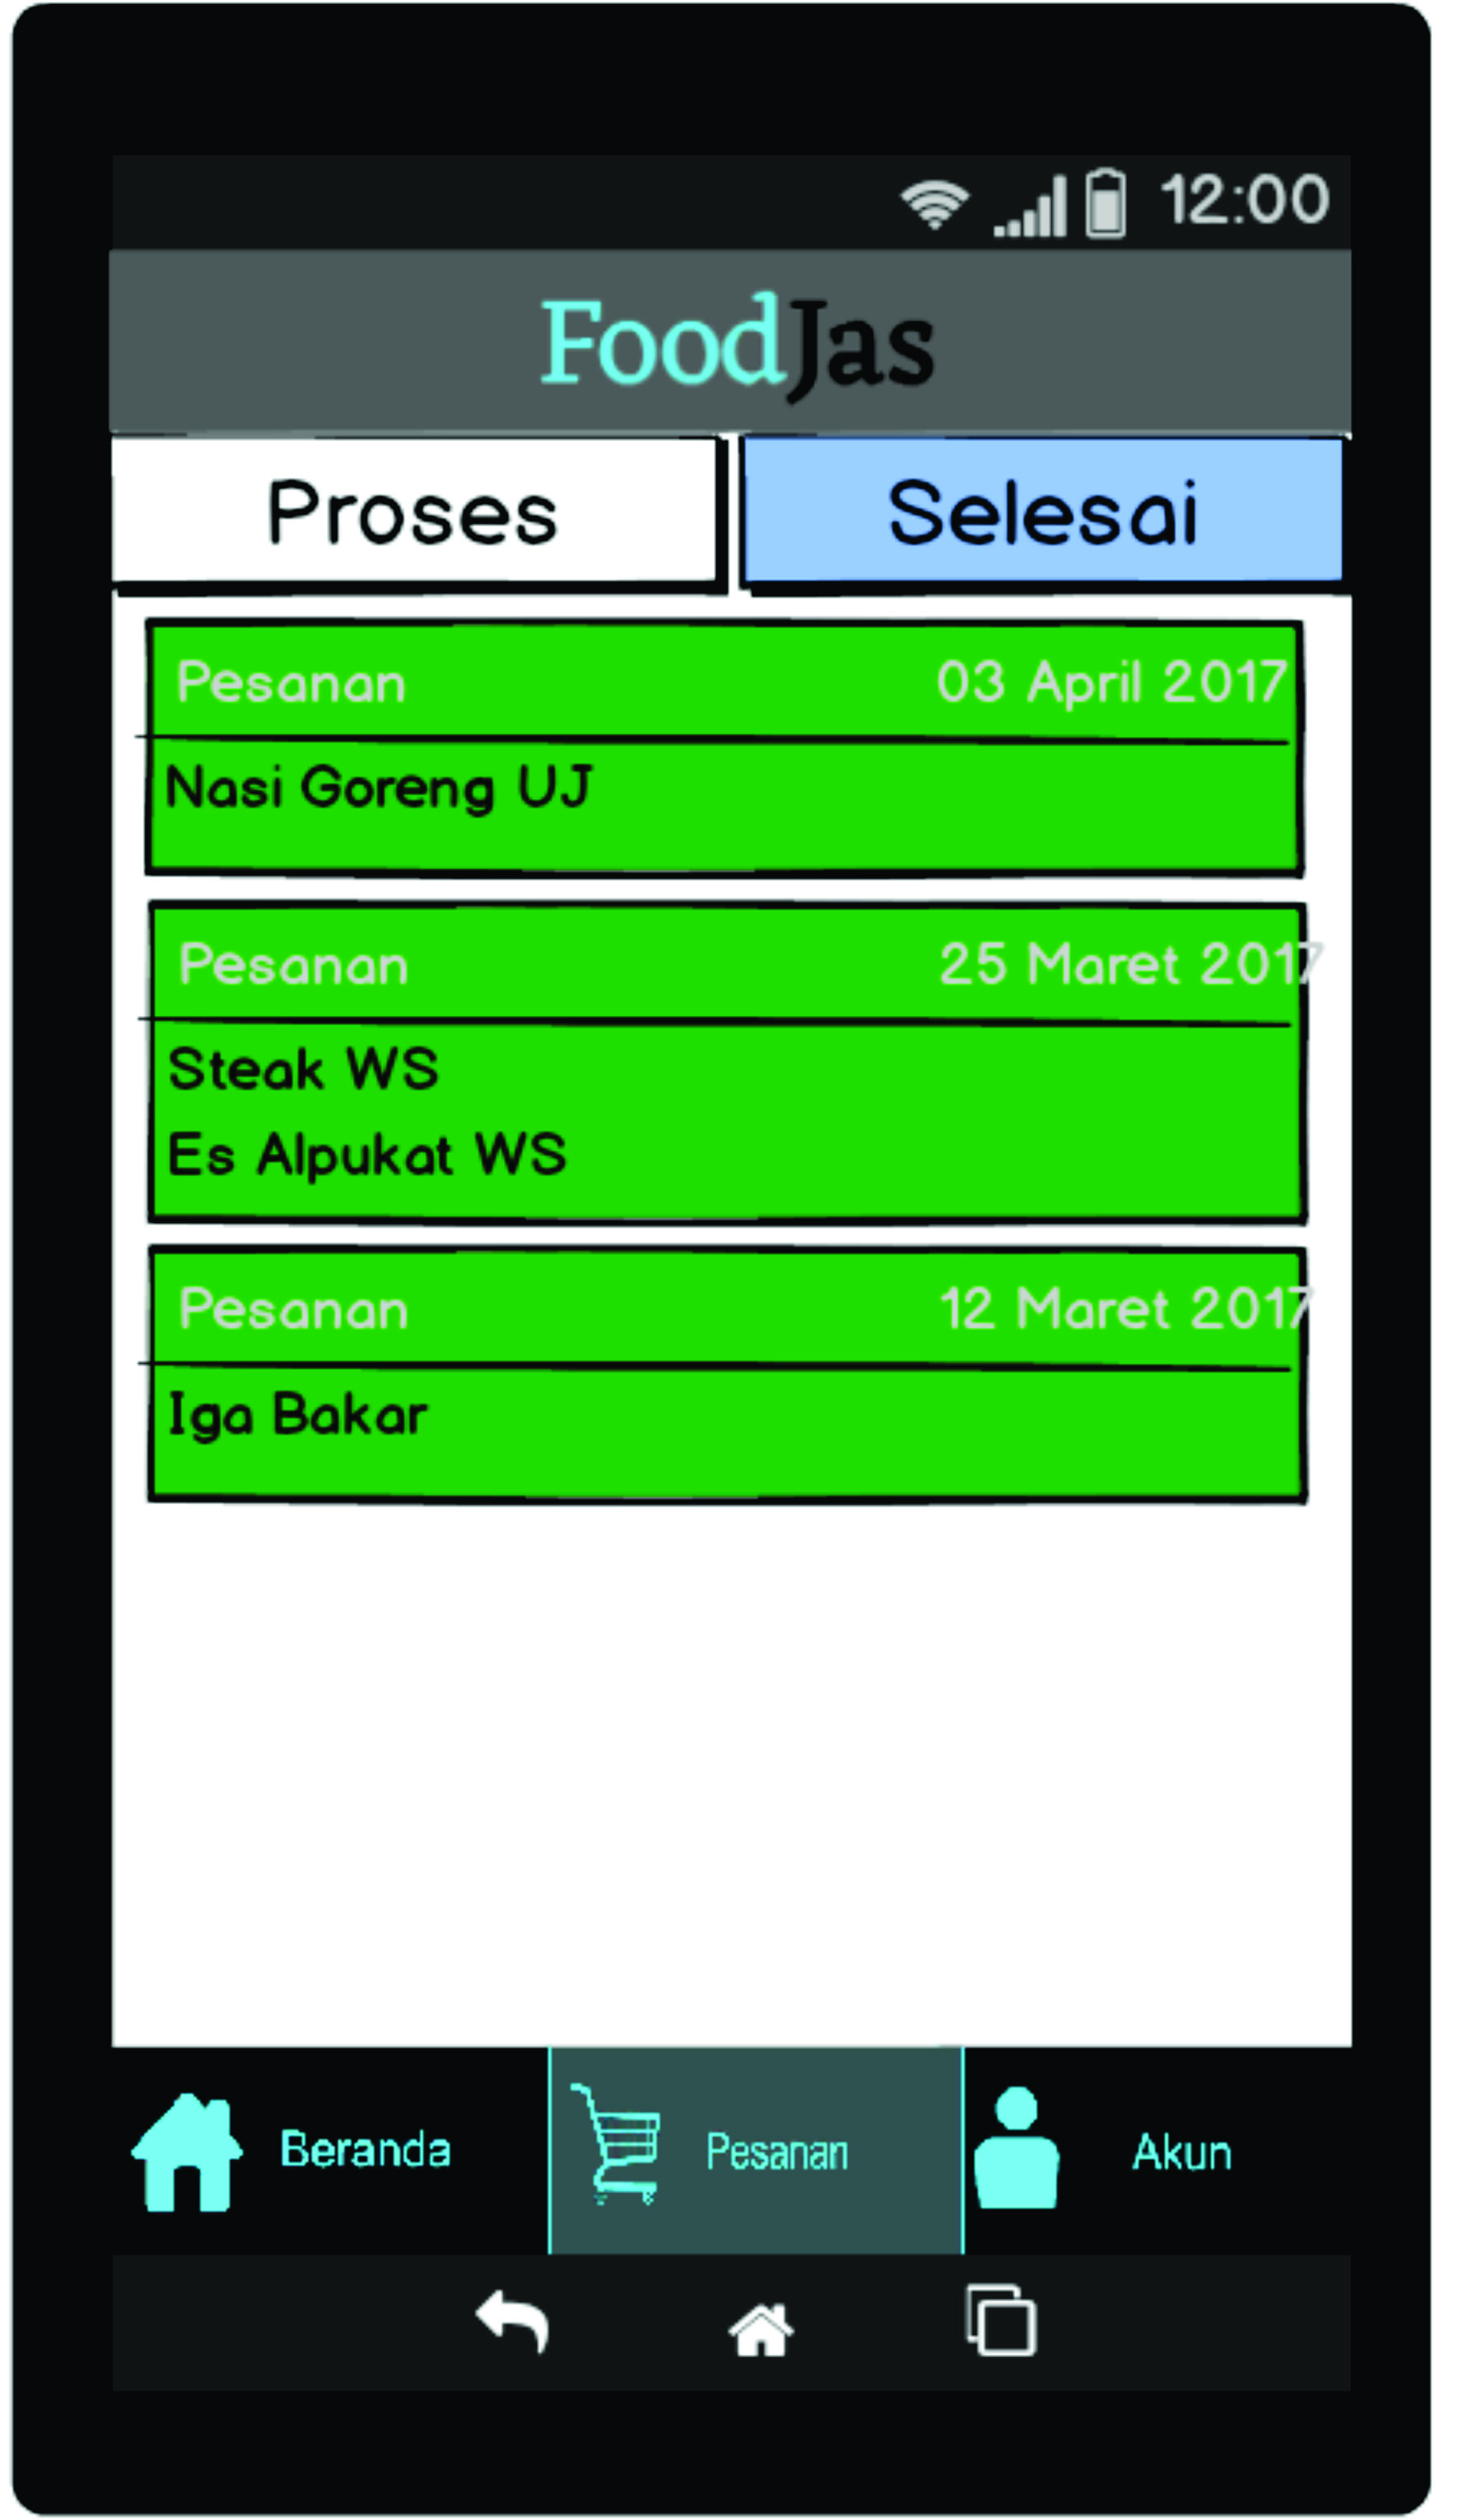 12:00
FoodJas
Proses Selesai
Pesanan 03 April 2017
Nasi Goreng UJ
Pesanan 25 Maret 2017
Steak WS
Es Alpukat WS
Pesanan 12 Maret 2017
Iga Bakar
Beranda Pesanan Akun